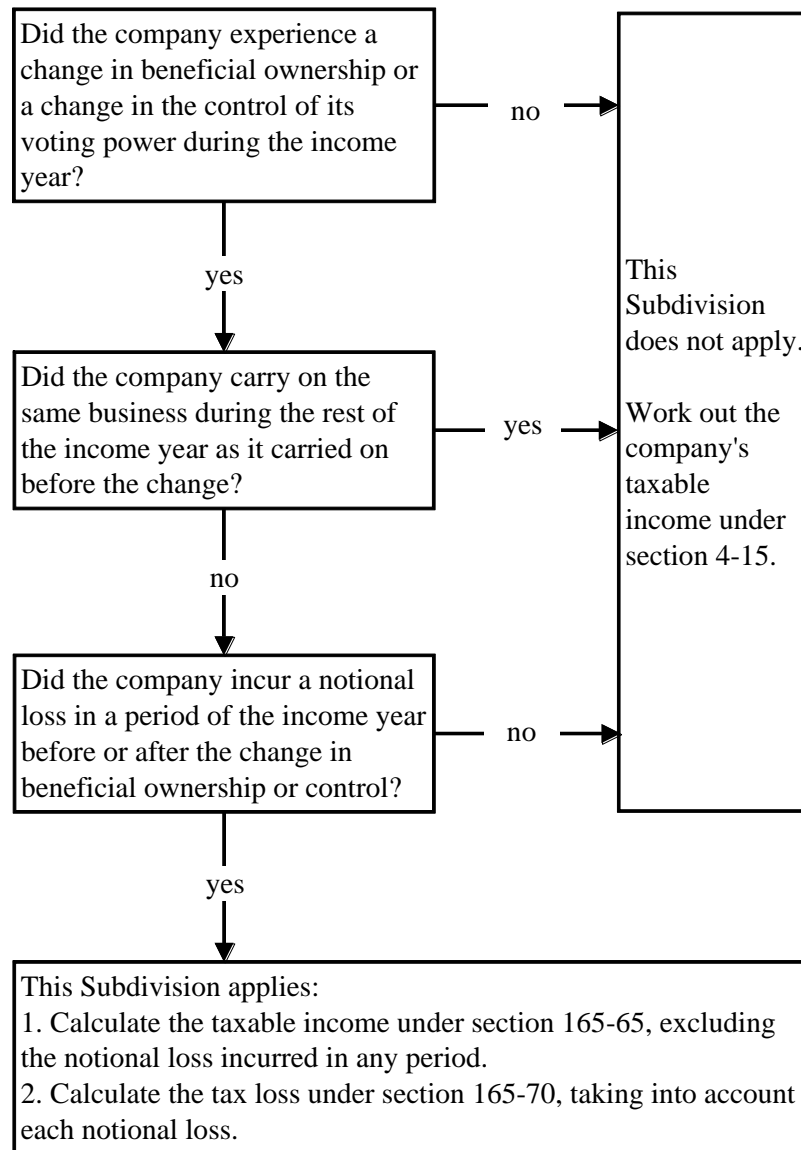 Did the company experience a
change in beneficial ownership or
a change in the control of its
voting power during the income
year?
no
yes
This
Subdivision
does not apply.
Work out the
company's
taxable
income under
section 4-15.
Did the company carry on the
same business during the rest of
the income year as it carried on
before the change?
yes
no
Did the company incur a notional
loss in a period of the income year
before or after the change in
beneficial ownership or control?
no
yes
This Subdivision applies:
1. Calculate the taxable income under section 165-65, excluding
the notional loss incurred in any period.
2. Calculate the tax loss under section 165-70, taking into account
each notional loss.